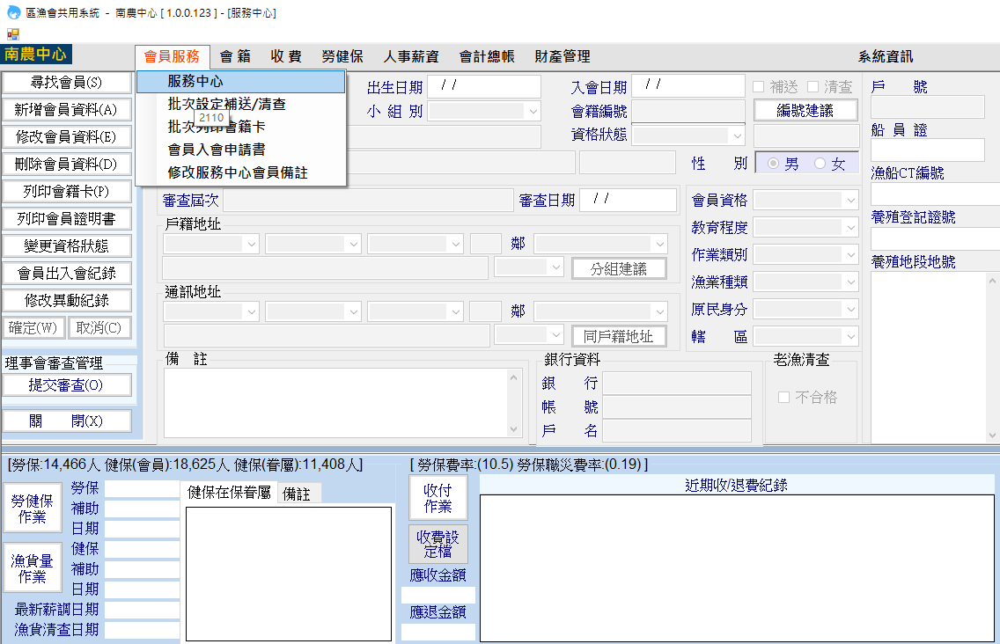 區漁會共用系統 - 南農中心 [ 1.0.0.123 ] - [服務中心]
南農中心 會員服務 會 籍 收 費 勞健保 人事薪資 會計總帳 財產管理 系統資訊
服務中心
批次設定補送/清查
批次列印會籍卡
2110
會員入會申請書
修改服務中心會員備註
尋找會員(S)
新增會員資料(A)
修改會員資料(E)
刪除會員資料(D)
列印會籍卡(P)
列印會員證明書
變更資格狀態
會員出入會紀錄
修改異動紀錄
確定(W) 取消(C)
理事會審查管理
提交審查(O)
關 閉(X)
出生日期 / / 入會日期 / / 補送 清查
小 組 別 會籍編號 編號建議
資格狀態
性 別 男 女
審查屆次 審查日期 / /
戶籍地址
鄰
分組建議
通訊地址
鄰
同戶籍地址
會員資格
教育程度
作業類別
漁業種類
原民身分
轄 區
戶 號
船 員 證
漁船CT編號
養殖登記證號
養殖地段地號
備 註
銀行資料
銀 行
帳 號
戶 名
老漁清查
不合格
[勞保:14,466人 健保(會員):18,625人 健保(眷屬):11,408人]
[ 勞保費率:(10.5) 勞保職災費率:(0.19) ]
勞健保
作業
漁貨量
作業
勞保
補助
日期
健保
補助
日期
最新薪調日期
漁貨清查日期
健保在保眷屬 備註
收付
作業
收費設
定檔
應收金額
應退金額
近期收/退費紀錄